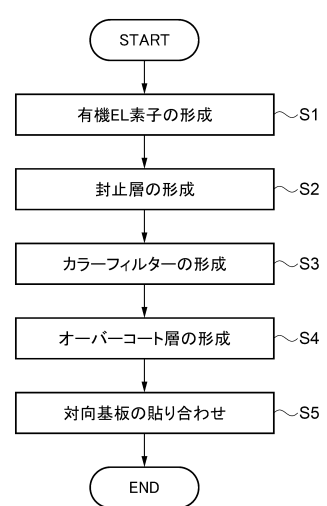 START
有機EL素子の形成 S1
封止層の形成 S2
カラーフィルターの形成 S3
オーバーコート層の形成 S4
対向基板の貼り合わせ S5
END